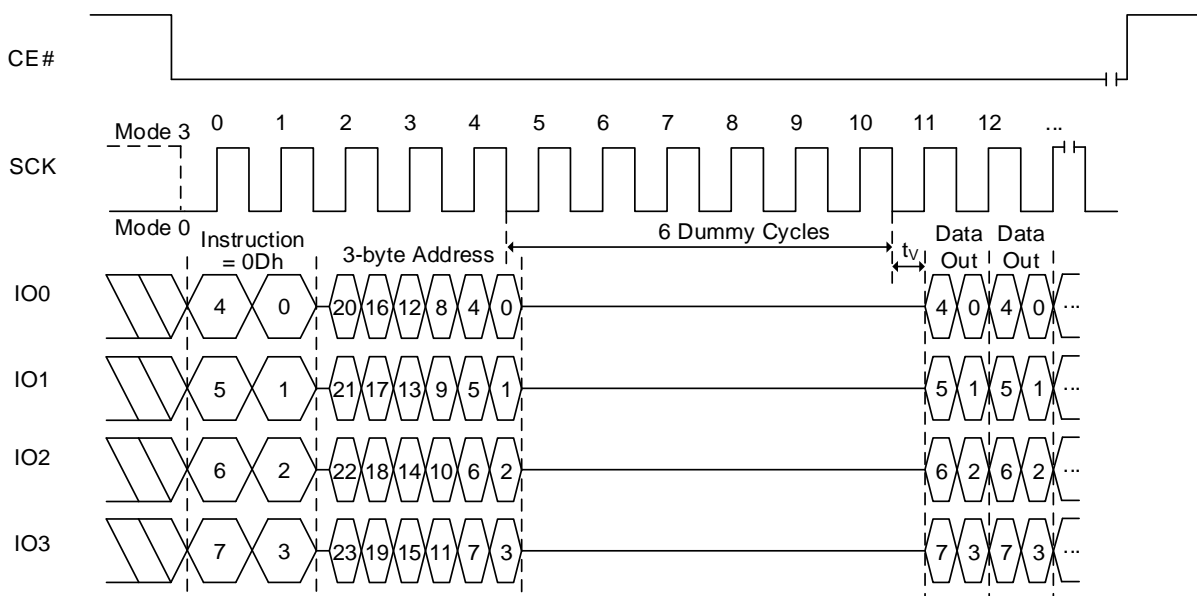 CE#
Mode 3
0 1 2 3 4 5 6 7 8 9 10 11 12 ...
SCK
Mode 0
Instruction
= 0Dh
3-byte Address
6 Dummy Cycles
tV
Data
Out
Data
Out
IO0
4 0 20 16 12 8 4 0 4 0 4 0 ...
IO1
5 1 21 17 13 9 5 1 5 1 5 1 ...
IO2
6 2 22 18 14 10 6 2 6 2 6 2 ...
IO3
7 3 23 19 15 11 7 3 7 3 7 3 ...